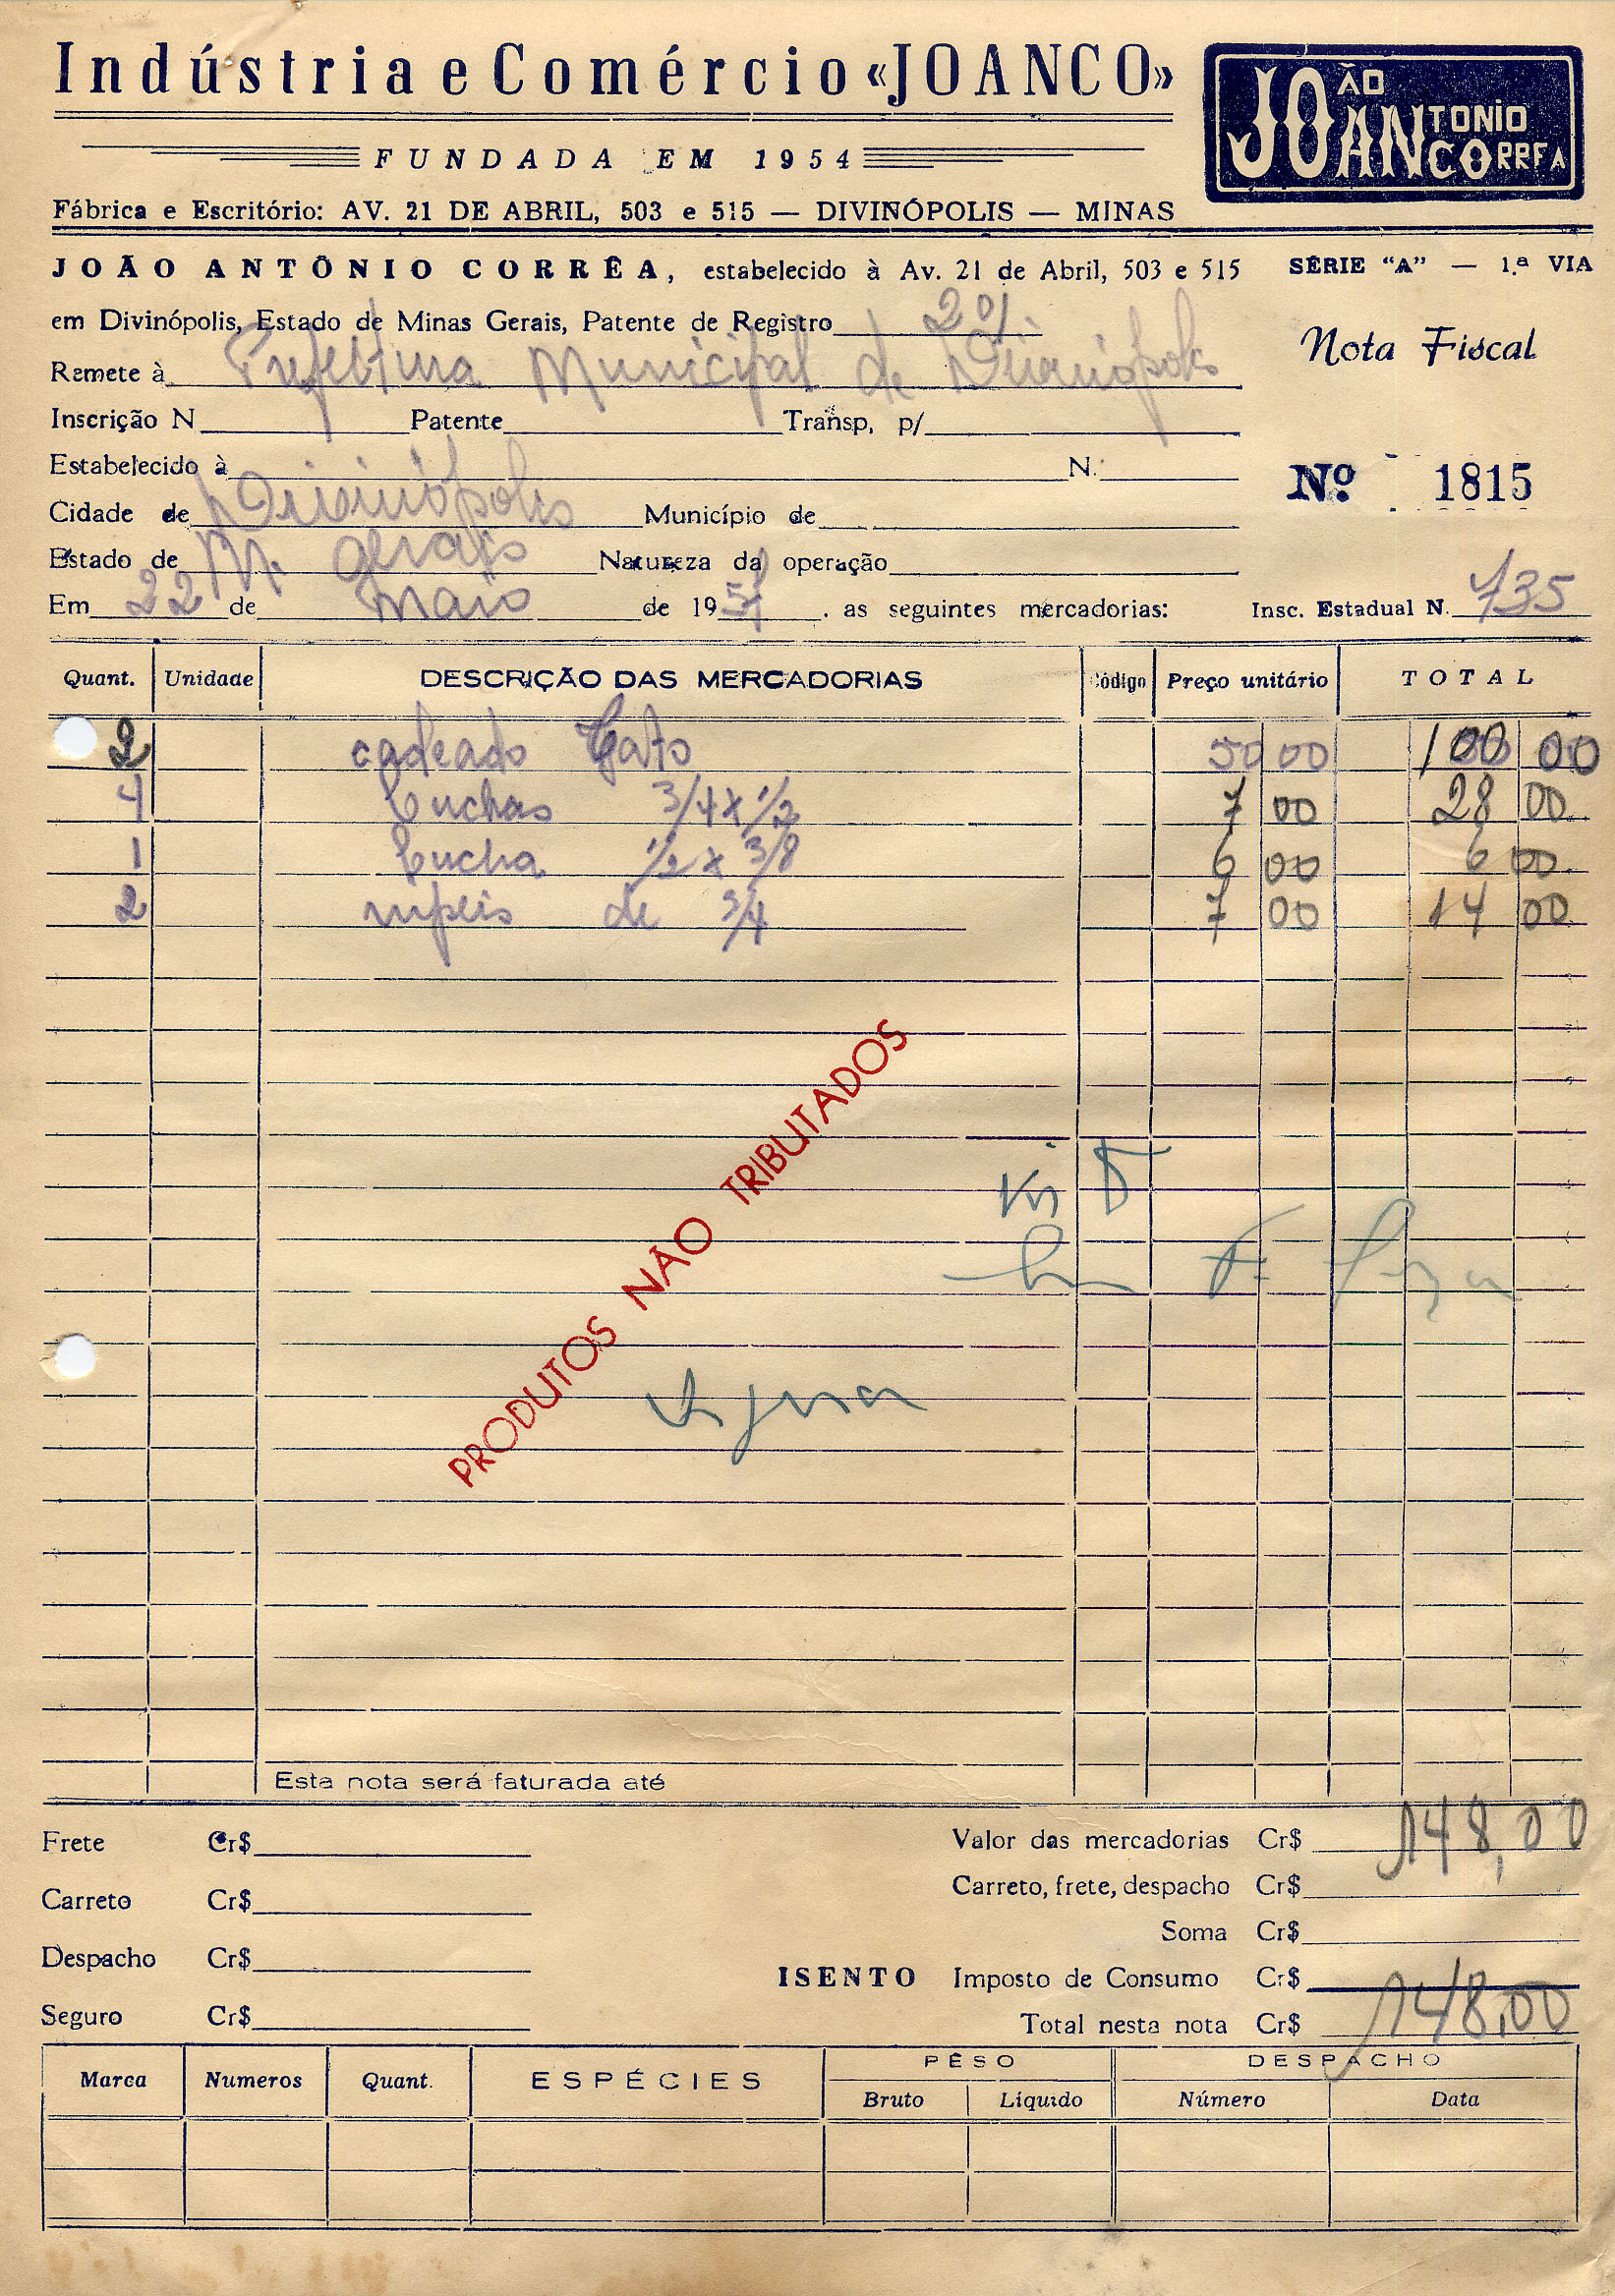 Indústria e Comércio «JOANCO»
JOÃO ANTONIO CORRFA
FUNDADA EM 1954
Fábrica e Escritório: AV. 21 DE ABRIL, 503 e 515 — DIVINÓPOLIS — MINAS
JOÃO ANTÔNIO CORRÊA, estabelecido à Av. 21 de Abril, 503 e 515 SÉRIE "A" — 1.ª VIA
em Divinópolis, Estado de Minas Gerais, Patente de Registro 201
Nota Fiscal
Remete à Prefeitura Municipal de Divinópolis
Inscrição N Patente Transp. p/
Estabelecido à N.
Nº 1815
Cidade de Divinópolis Município de
Estado de M. Gerais Natureza da operação
Em 22 de Maio de 19 . as seguintes mercadorias: Insc. Estadual N. 735
Quant. Unidade DESCRIÇÃO DAS MERCADORIAS Código Preço unitário TOTAL
2 cadeado Gato 50 00 100 00
4 buchas 3/4 x 1/2 7 00 28 00
1 bucha 1/2 x 3/8 6 00 6 00
2 de 3/4 7 00 14 00
PRODUTOS NÃO TRIBUTADOS
Esta nota será faturada até
Frete Cr$ Valor das mercadorias Cr$ 148,00
Carreto Cr$ Carreto, frete, despacho Cr$
Soma Cr$
Despacho Cr$ ISENTO Imposto de Consumo Cr$
Seguro Cr$ Total nesta nota Cr$ 148,00
Marca Numeros Quant. ESPÉCIES PÊSO DESPACHO
Bruto Líquido Número Data